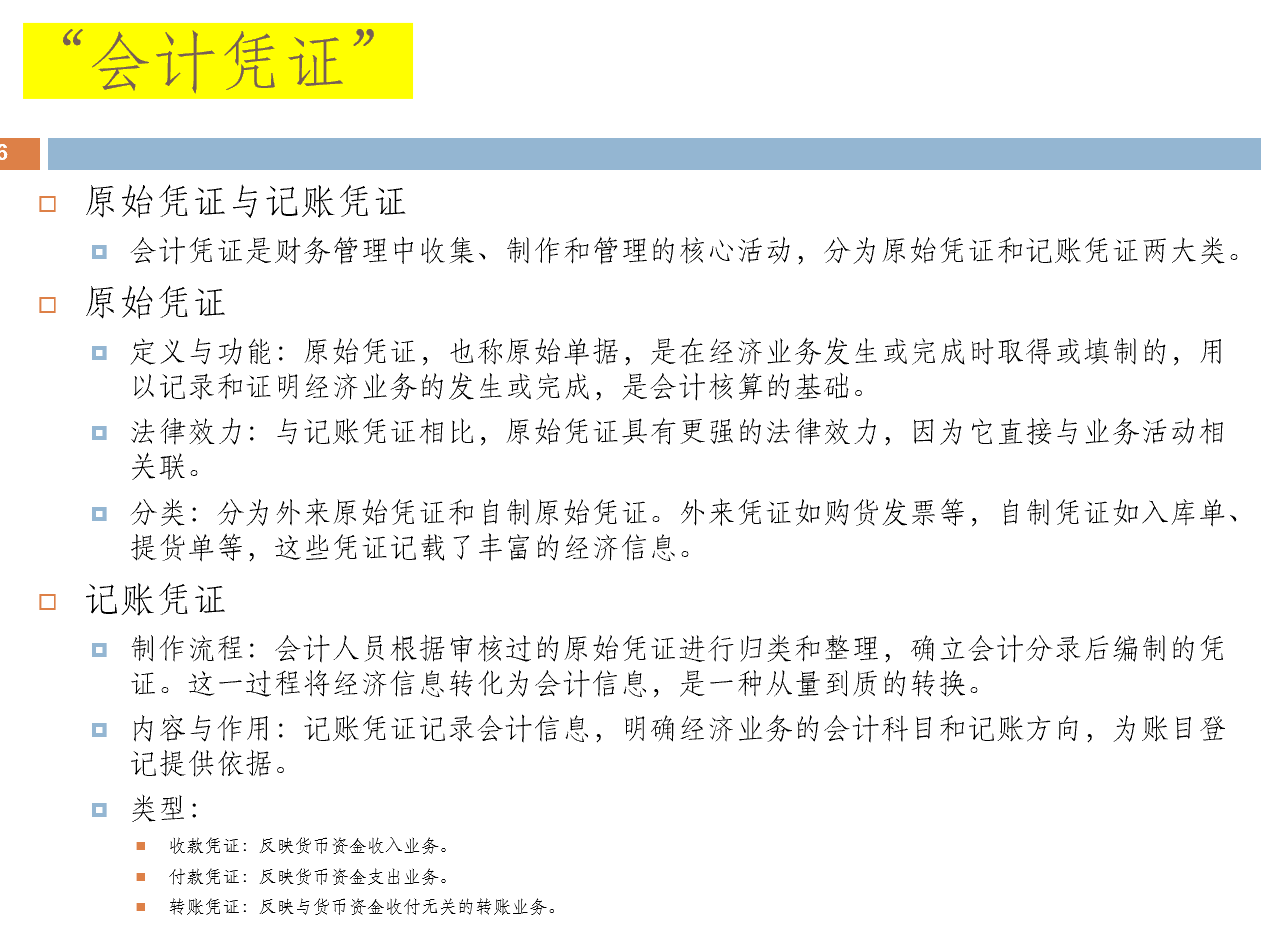 “会计凭证”
6
原始凭证与记账凭证
会计凭证是财务管理中收集、制作和管理的核心活动，分为原始凭证和记账凭证两大类。
原始凭证
定义与功能：原始凭证，也称原始单据，是在经济业务发生或完成时取得或填制的，用
以记录和证明经济业务的发生或完成，是会计核算的基础。
法律效力：与记账凭证相比，原始凭证具有更强的法律效力，因为它直接与业务活动相
关联。
分类：分为外来原始凭证和自制原始凭证。外来凭证如购货发票等，自制凭证如入库单、
提货单等，这些凭证记载了丰富的经济信息。
记账凭证
制作流程：会计人员根据审核过的原始凭证进行归类和整理，确立会计分录后编制的凭
证。这一过程将经济信息转化为会计信息，是一种从量到质的转换。
内容与作用：记账凭证记录会计信息，明确经济业务的会计科目和记账方向，为账目登
记提供依据。
类型：
收款凭证：反映货币资金收入业务。
付款凭证：反映货币资金支出业务。
转账凭证：反映与货币资金收付无关的转账业务。